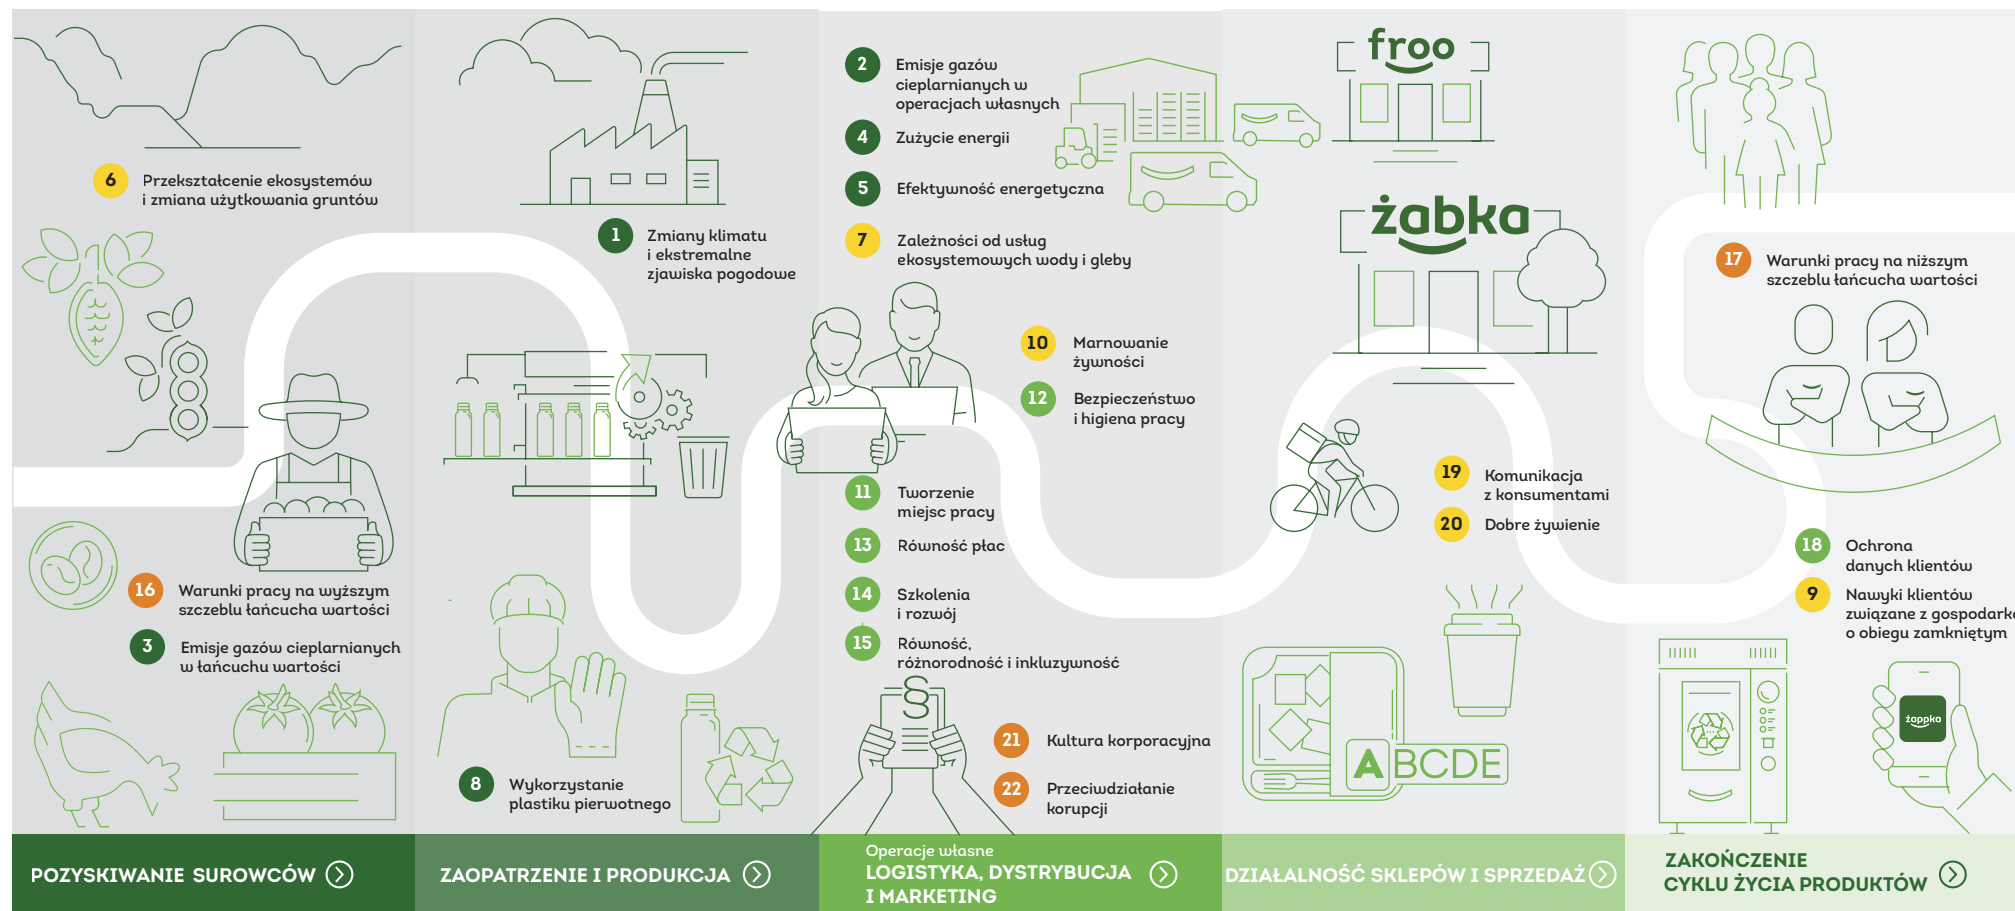 6
Przekształcenie ekosystemów
i zmiana użytkowania gruntów
16
Warunki pracy na wyższym
szczeblu łańcucha wartości
3
Emisje gazów cieplarnianych
w łańcuchu wartości
POZYSKIWANIE SUROWCÓW
1
Zmiany klimatu
i ekstremalne
zjawiska pogodowe
8
Wykorzystanie
plastiku pierwotnego
ZAOPATRZENIE I PRODUKCJA
2
Emisje gazów
cieplarnianych w
operacjach własnych
4
Zużycie energii
5
Efektywność energetyczna
7
Zależności od usług
ekosystemowych wody i gleby
10
Marnowanie
żywności
12
Bezpieczeństwo
i higiena pracy
11
Tworzenie
miejsc pracy
13
Równość płac
14
Szkolenia
i rozwój
15
Równość,
różnorodność i inkluzywność
§
21
Kultura korporacyjna
22
Przeciwdziałanie
korupcji
Operacje własne
LOGISTYKA, DYSTRYBUCJA
I MARKETING
froo
żabka
19
Komunikacja
z konsumentami
20
Dobre żywienie
ABCDE
DZIAŁALNOŚĆ SKLEPÓW I SPRZEDAŻ
17
Warunki pracy na niższym
szczeblu łańcucha wartości
18
Ochrona
danych klientów
9
Nawyki klientów
związane z gospodarką
o obiegu zamkniętym
żappka
ZAKOŃCZENIE
CYKLU ŻYCIA PRODUKTÓW